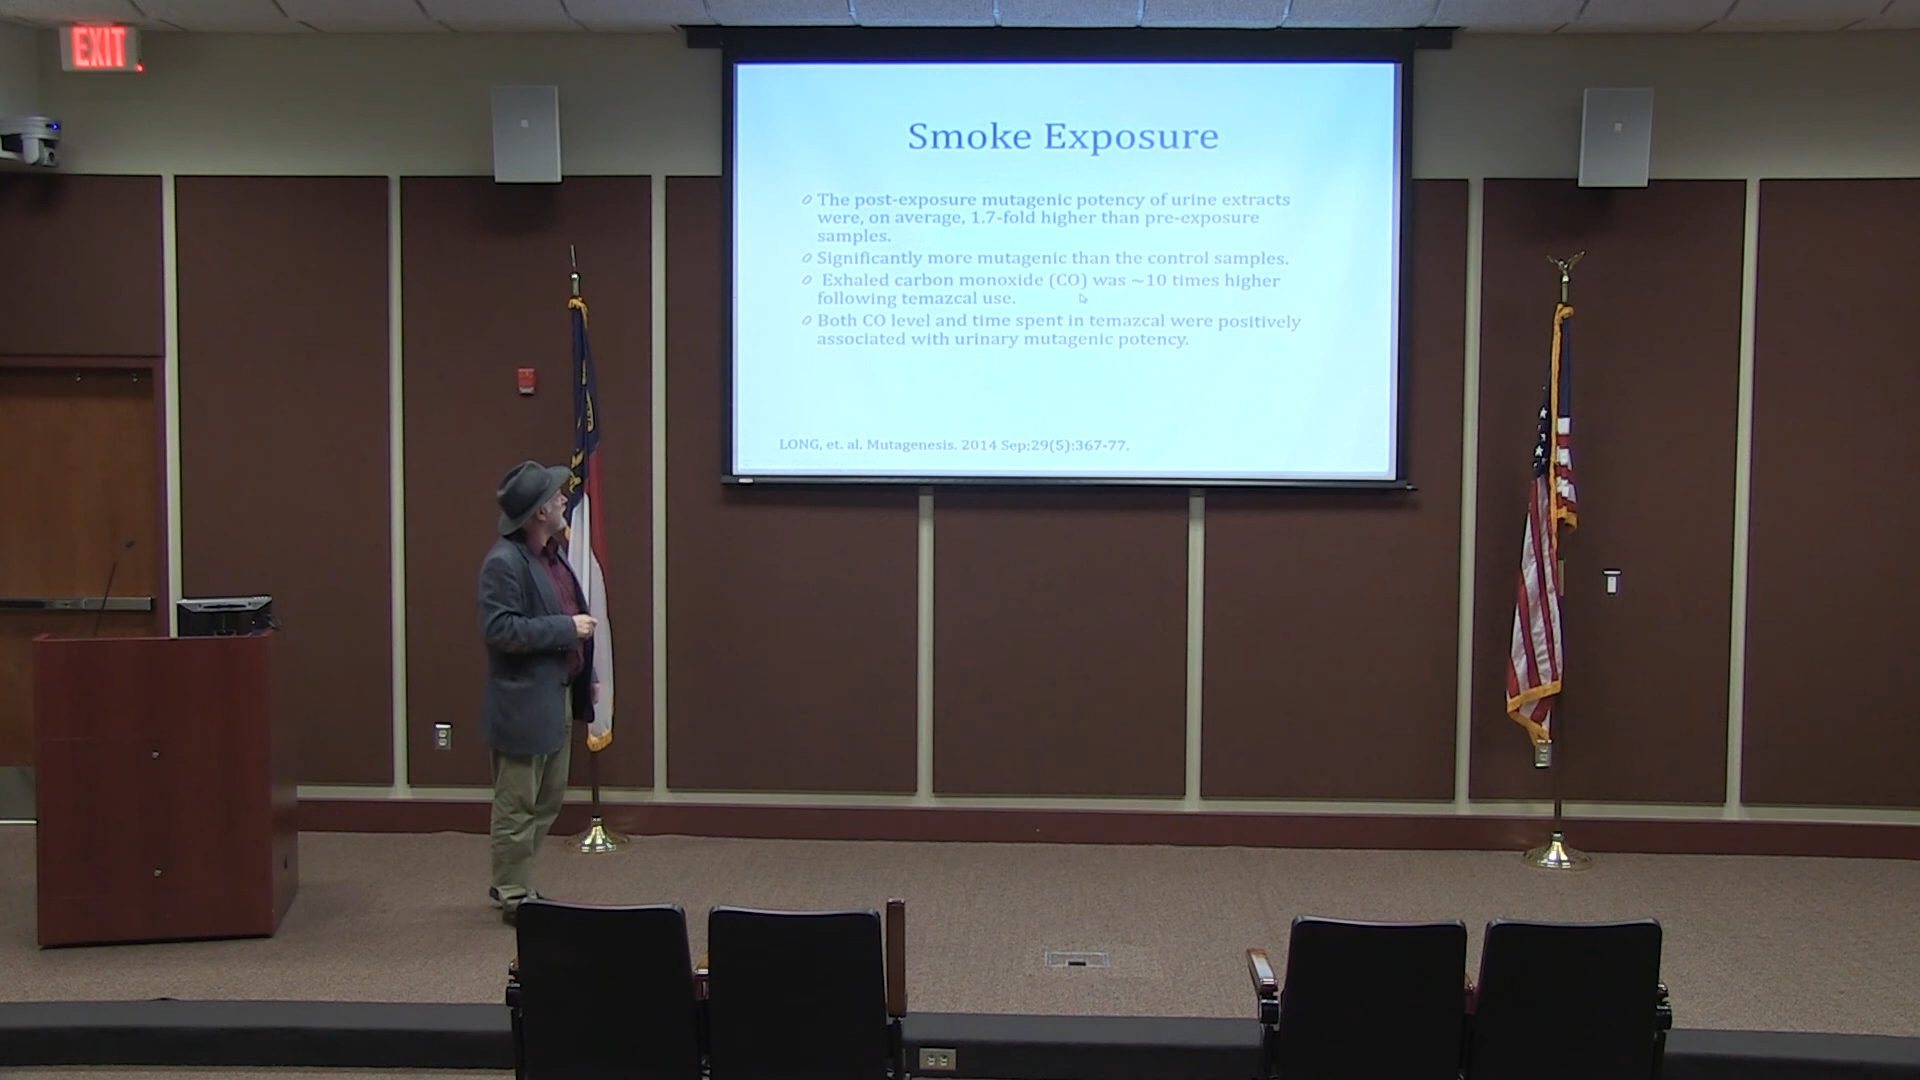 EXIT
Smoke Exposure
The post-exposure mutagenic potency of urine extracts
were, on average, 1.7-fold higher than pre-exposure
samples.
Significantly more mutagenic than the control samples.
Exhaled carbon monoxide (CO) was ~10 times higher
following temazcal use.
Both CO level and time spent in temazcal were positively
associated with urinary mutagenic potency.
LONG, et. al. Mutagenesis. 2014 Sep;29(5):367-77.